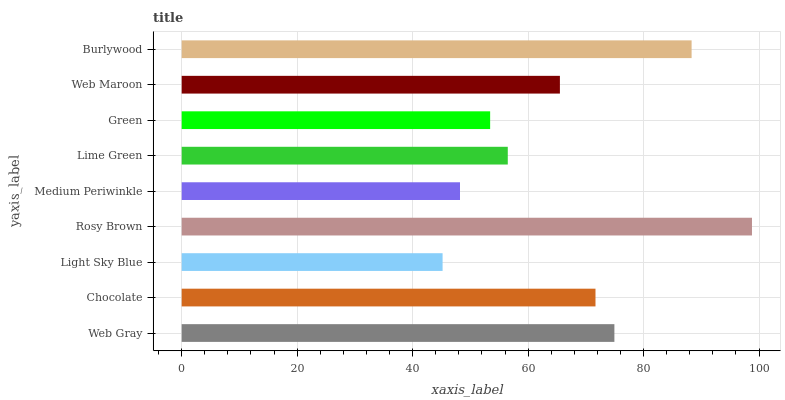 title
Burlywood
Web Maroon
Green
Lime Green
Medium Periwinkle
Rosy Brown
Light Sky Blue
Chocolate
Web Gray
yaxis_label
0 20 40 60 80 100
xaxis_label